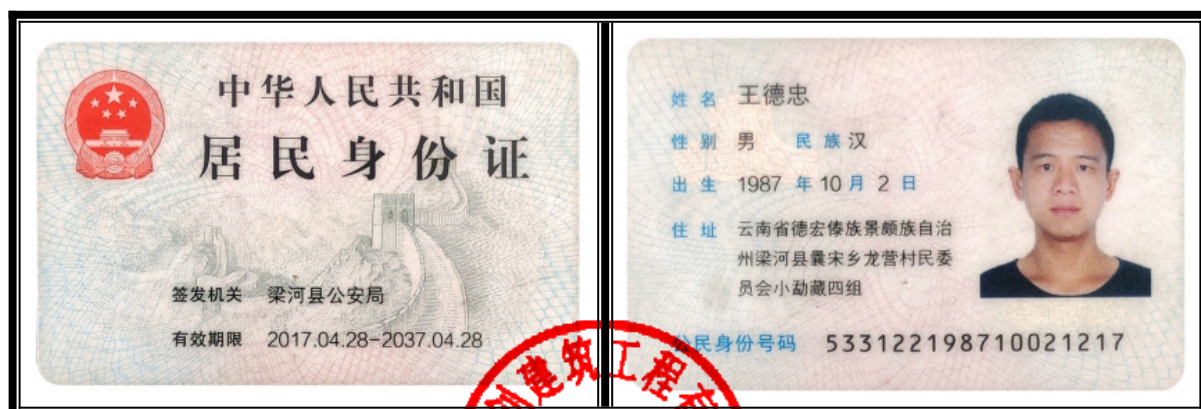 中华人民共和国
居民身份证
签发机关 梁河县公安局
有效期限 2017.04.28-2037.04.28
姓名 王德忠
性别 男 民族 汉
出生 1987 年 10 月 2 日
住址 云南省德宏傣族景颇族自治
州梁河县曩宋乡龙营村民委
员会小勐藏四组
公民身份号码 533122198710021217
建筑工程